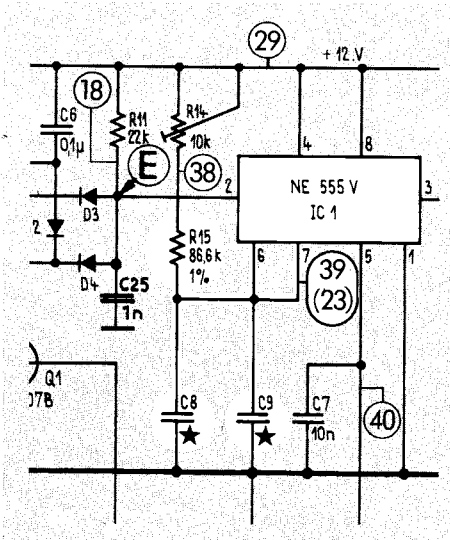 29
+ 12.V
18
C6
0,1µ
R11
22k
R14
10k
E
38
4
8
2
NE 555 V
IC 1
3
D3
2
R15
86,6k
1%
6
7
5
1
39
(23)
D4
C25
1n
Q1
07B
C8
C9
C7
10n
40